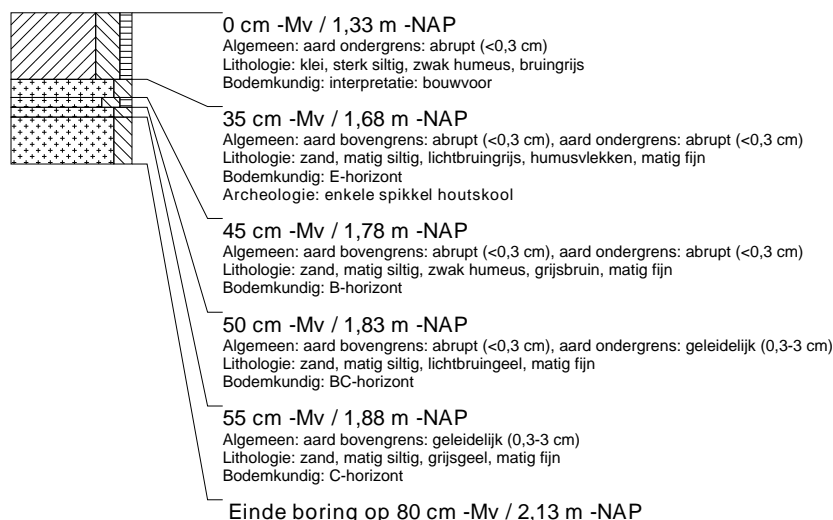 0 cm -Mv / 1,33 m -NAP
Algemeen: aard ondergrens: abrupt (<0,3 cm)
Lithologie: klei, sterk siltig, zwak humeus, bruingrijs
Bodemkundig: interpretatie: bouwvoor
35 cm -Mv / 1,68 m -NAP
Algemeen: aard bovengrens: abrupt (<0,3 cm), aard ondergrens: abrupt (<0,3 cm)
Lithologie: zand, matig siltig, lichtbruingrijs, humusvlekken, matig fijn
Bodemkundig: E-horizont
Archeologie: enkele spikkel houtskool
45 cm -Mv / 1,78 m -NAP
Algemeen: aard bovengrens: abrupt (<0,3 cm), aard ondergrens: abrupt (<0,3 cm)
Lithologie: zand, matig siltig, zwak humeus, grijsbruin, matig fijn
Bodemkundig: B-horizont
50 cm -Mv / 1,83 m -NAP
Algemeen: aard bovengrens: abrupt (<0,3 cm), aard ondergrens: geleidelijk (0,3-3 cm)
Lithologie: zand, matig siltig, lichtbruingeel, matig fijn
Bodemkundig: BC-horizont
55 cm -Mv / 1,88 m -NAP
Algemeen: aard bovengrens: geleidelijk (0,3-3 cm)
Lithologie: zand, matig siltig, grijsgeel, matig fijn
Bodemkundig: C-horizont
Einde boring op 80 cm -Mv / 2,13 m -NAP